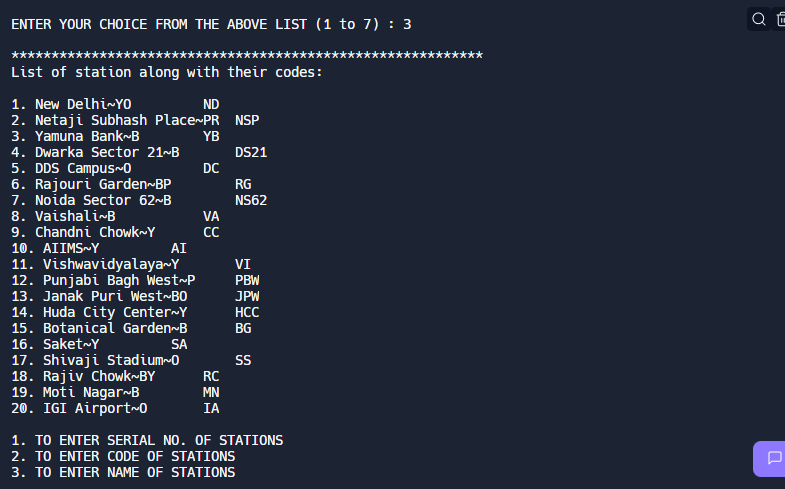 ENTER YOUR CHOICE FROM THE ABOVE LIST (1 to 7) : 3
***********************************************************
List of station along with their codes:
1. New Delhi~YO ND
2. Netaji Subhash Place~PR NSP
3. Yamuna Bank~B YB
4. Dwarka Sector 21~B DS21
5. DDS Campus~O DC
6. Rajouri Garden~BP RG
7. Noida Sector 62~B NS62
8. Vaishali~B VA
9. Chandni Chowk~Y CC
10. AIIMS~Y AI
11. Vishwavidyalaya~Y VI
12. Punjabi Bagh West~P PBW
13. Janak Puri West~BO JPW
14. Huda City Center~Y HCC
15. Botanical Garden~B BG
16. Saket~Y SA
17. Shivaji Stadium~O SS
18. Rajiv Chowk~BY RC
19. Moti Nagar~B MN
20. IGI Airport~O IA
1. TO ENTER SERIAL NO. OF STATIONS
2. TO ENTER CODE OF STATIONS
3. TO ENTER NAME OF STATIONS